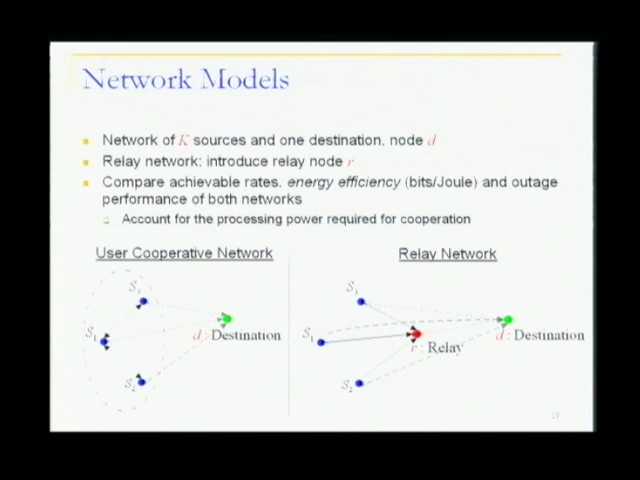 Network Models
Network of K sources and one destination, node d
Relay network: introduce relay node r
Compare achievable rates, energy efficiency (bits/Joule) and outage
performance of both networks
Account for the processing power required for cooperation
User Cooperative Network
Relay Network
S3
S1
S2
d : Destination
S3
S1
S2
r : Relay
d : Destination